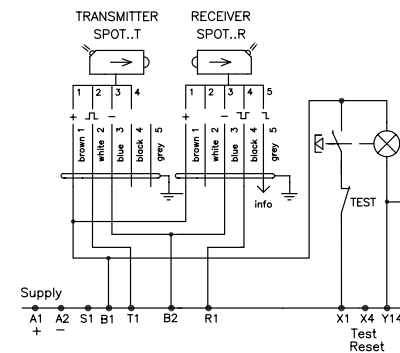 TRANSMITTER RECEIVER
SPOT..T SPOT..R
1 2 3 4 1 2 3 4 5
+ − + −
brown 1 white 2 blue 3 black 4 grey 5 brown 1 white 2 blue 3 black 4 grey 5
info
TEST
Supply
A1 A2 S1 B1 T1 B2 R1 X1 X4 Y14
+ −
Test
Reset